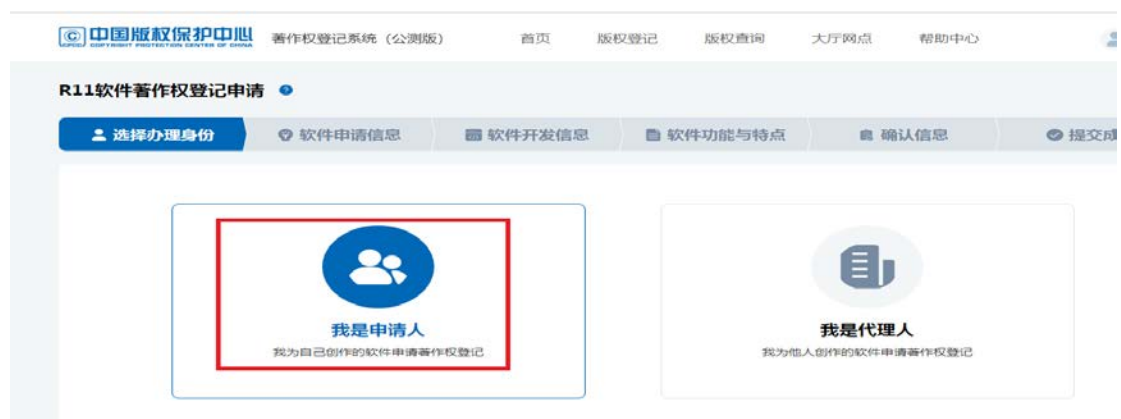 中国版权保护中心 著作权登记系统（公测版） 首页 版权登记 版权查询 大厅网点 帮助中心
COPYRIGHT PROTECTION CENTER OF CHINA
R11软件著作权登记申请
选择办理身份 软件申请信息 软件开发信息 软件功能与特点 确认信息 提交成
我是申请人 我是代理人
我为自己创作的软件申请著作权登记 我为他人创作的软件申请著作权登记